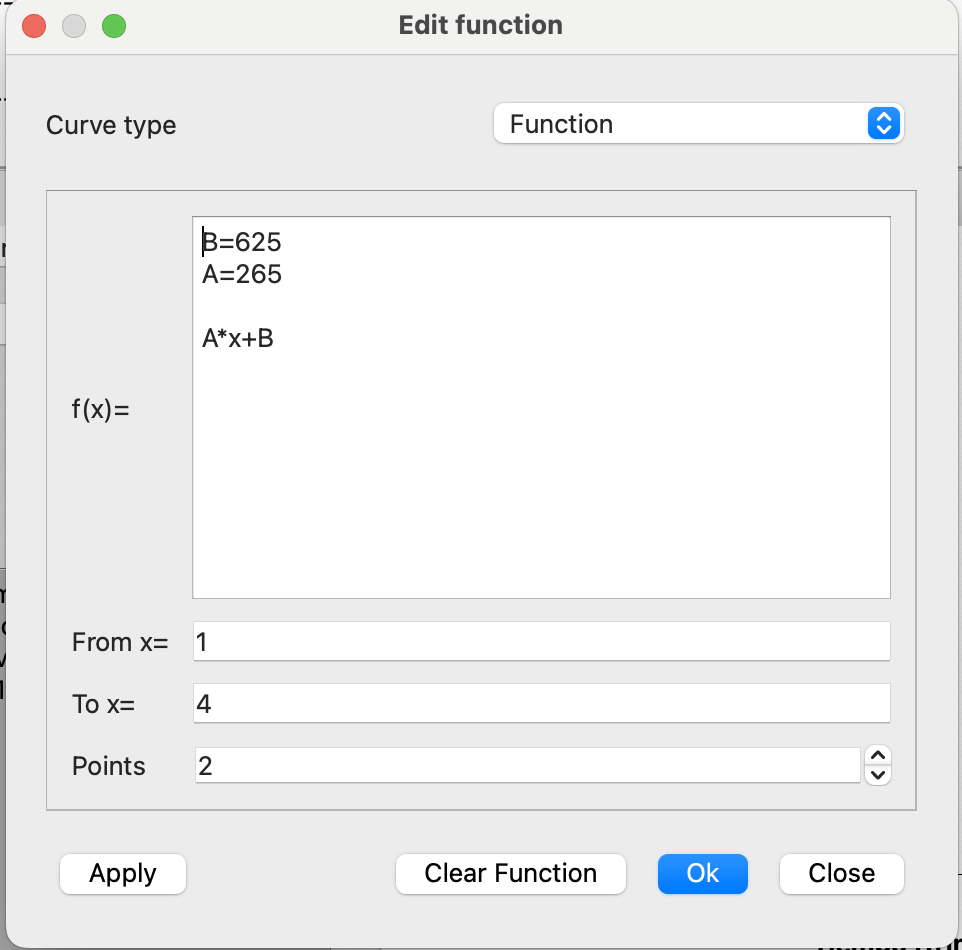 Edit function
Curve type
Function
B=625
A=265
A*x+B
f(x)=
From x=
1
To x=
4
Points
2
Apply
Clear Function
Ok
Close